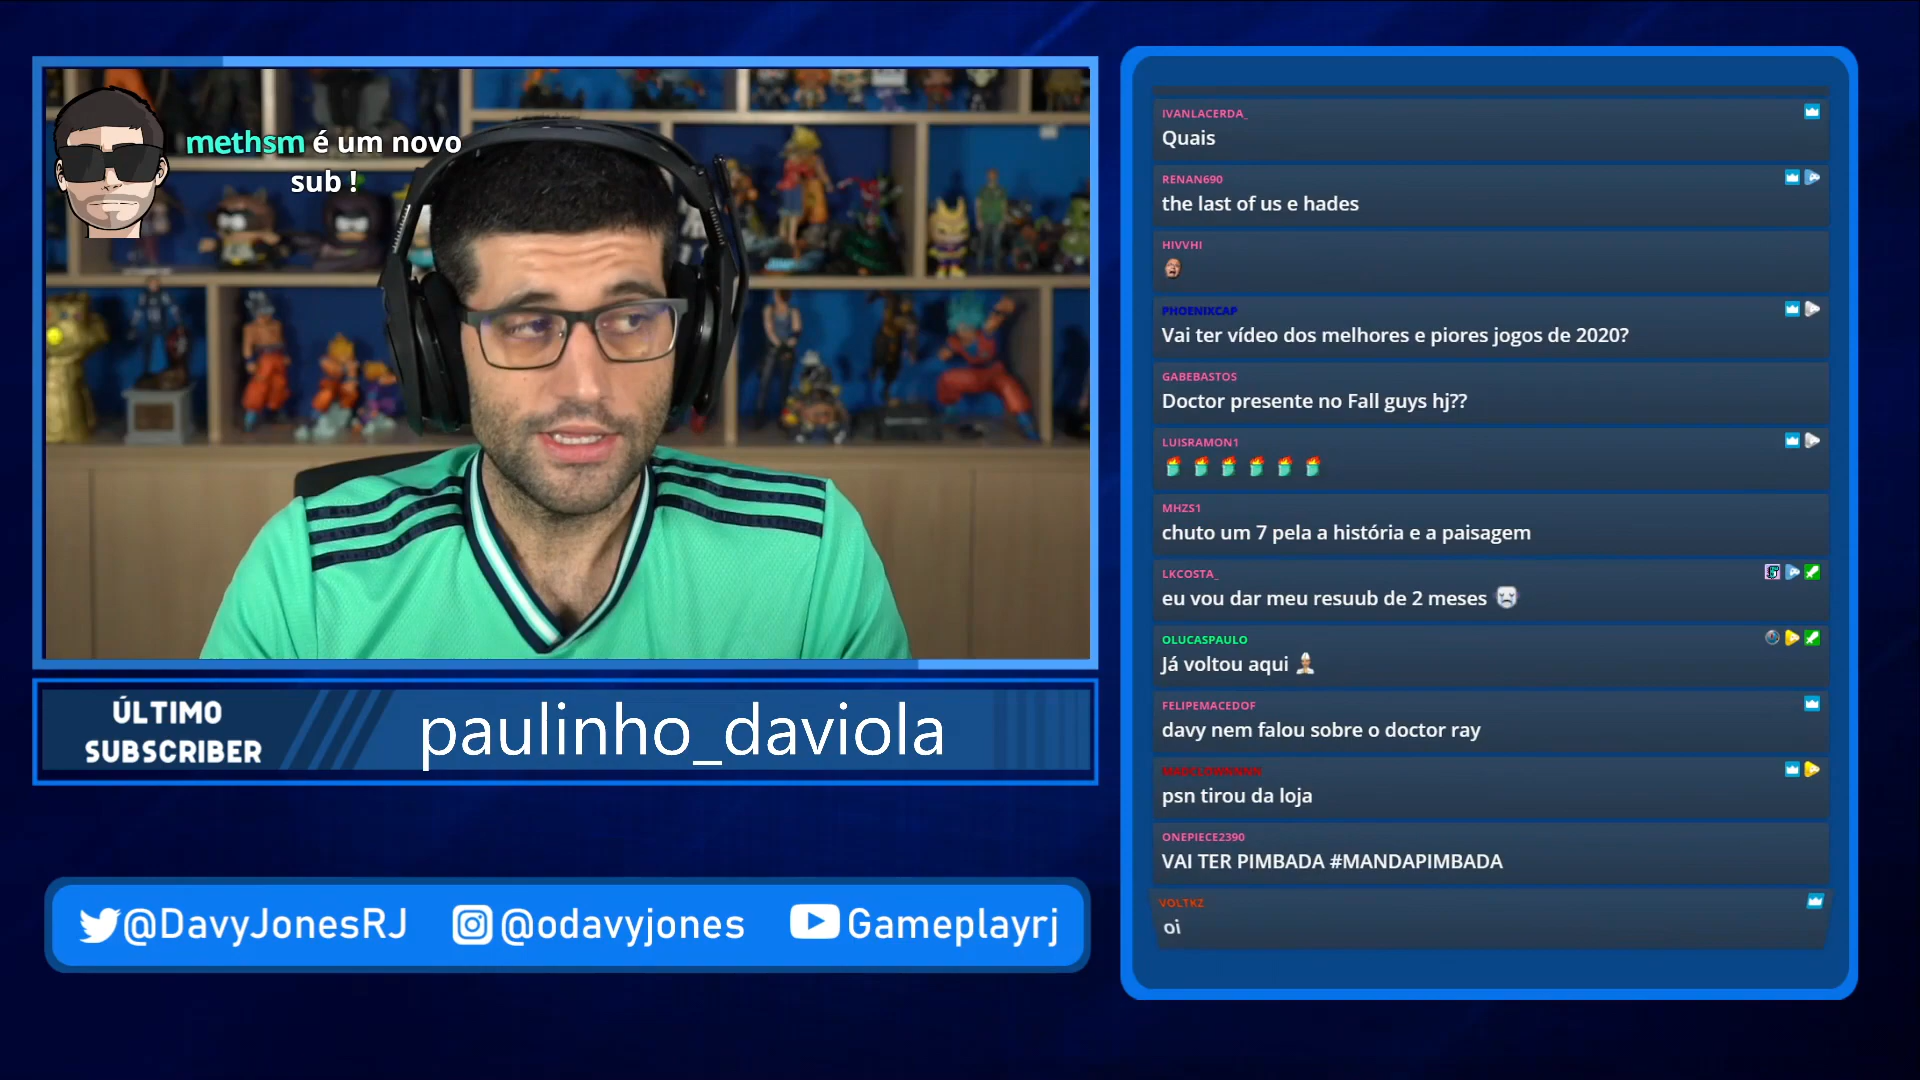 methsm é um novo
sub !
ÚLTIMO
SUBSCRIBER
paulinho_daviola
@DavyJonesRJ
@odavyjones
Gameplayrj
IVANLACERDA_
Quais
RENAN690
the last of us e hades
HIVVHI
PHOENIXCAP
Vai ter vídeo dos melhores e piores jogos de 2020?
GABEBASTOS
Doctor presente no Fall guys hj??
LUISRAMON1
MHZS1
chuto um 7 pela a história e a paisagem
LKCOSTA_
eu vou dar meu resuub de 2 meses
OLUCASPAULO
Já voltou aqui
FELIPEMACEDOF
davy nem falou sobre o doctor ray
psn tirou da loja
ONEPIECE2390
VAI TER PIMBADA #MANDAPIMBADA
VOLTKZ
oi